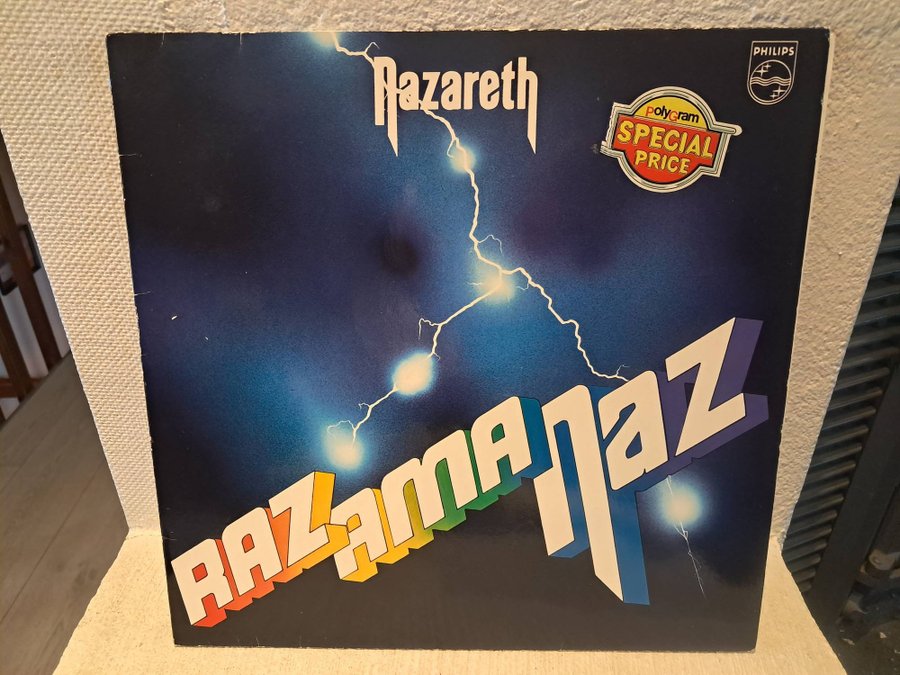 Nazareth
PHILIPS
PolyGram
SPECIAL
PRICE
RAZAMANAZ